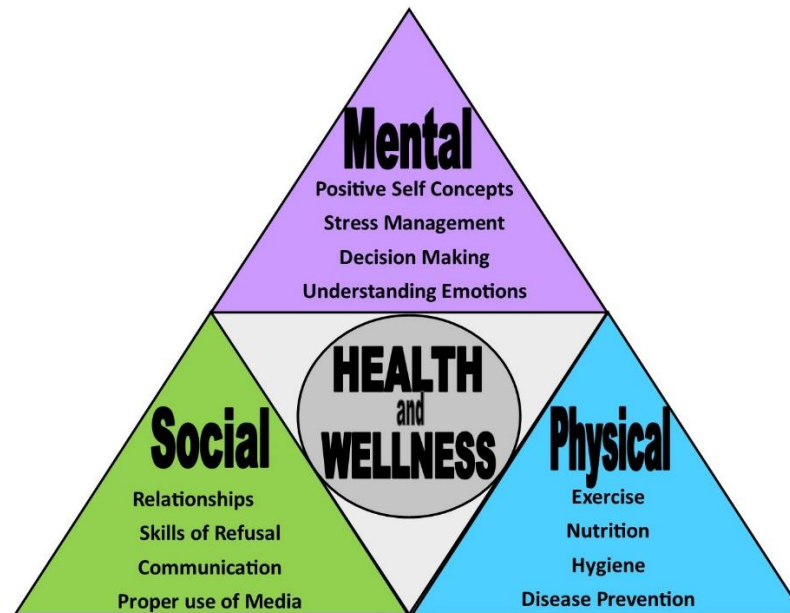 Mental
Positive Self Concepts
Stress Management
Decision Making
Understanding Emotions
HEALTH
and
WELLNESS
Social
Relationships
Skills of Refusal
Communication
Proper use of Media
Physical
Exercise
Nutrition
Hygiene
Disease Prevention